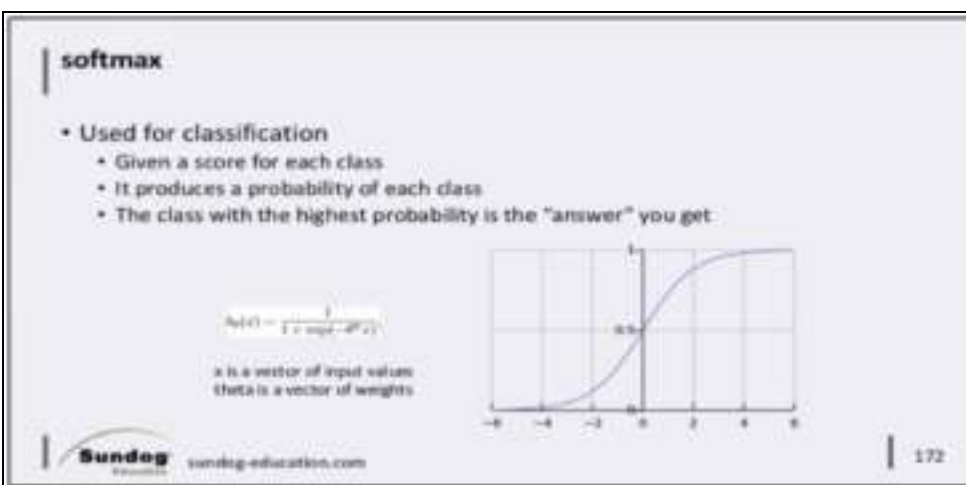 softmax
• Used for classification
• Given a score for each class
• It produces a probability of each class
• The class with the highest probability is the "answer" you get
1
0.5
0
-6 -4 -2 0 2 4 6
x is a vector of input values
theta is a vector of weights
Sundog
Education
sundog-education.com
172